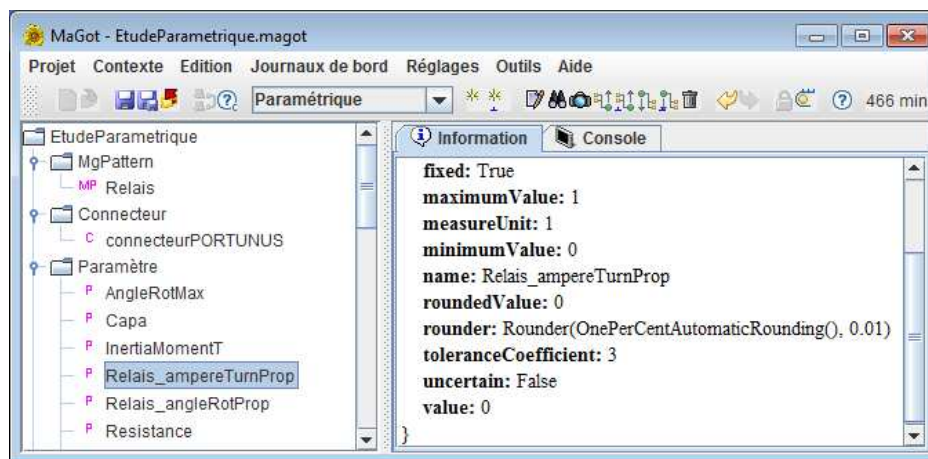 MaGot - EtudeParametrique.magot
Projet Contexte Edition Journaux de bord Réglages Outils Aide
Paramétrique
466 min
EtudeParametrique
MgPattern
MP Relais
Connecteur
C connecteurPORTUNUS
Paramètre
P AngleRotMax
P Capa
P InertiaMomentT
P Relais_ampereTurnProp
P Relais_angleRotProp
P Resistance
Information Console
fixed: True
maximumValue: 1
measureUnit: 1
minimumValue: 0
name: Relais_ampereTurnProp
roundedValue: 0
rounder: Rounder(OnePerCentAutomaticRounding(), 0.01)
toleranceCoefficient: 3
uncertain: False
value: 0
}